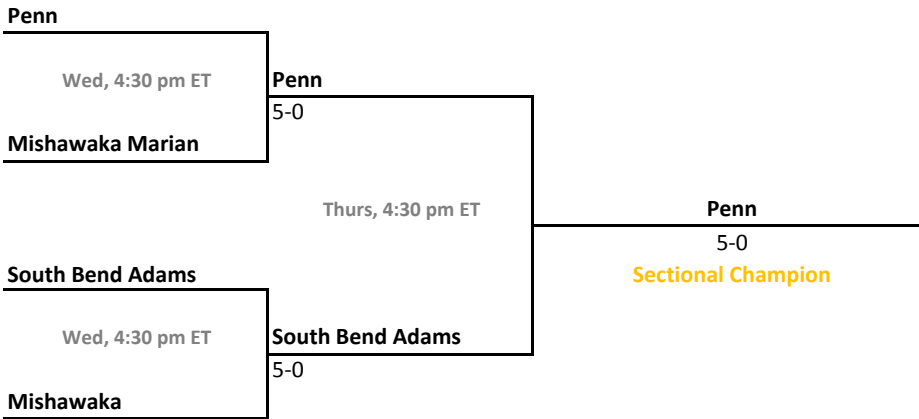 Penn
Wed, 4:30 pm ET
Penn
5-0
Mishawaka Marian
Thurs, 4:30 pm ET
Penn
5-0
Sectional Champion
South Bend Adams
Wed, 4:30 pm ET
South Bend Adams
5-0
Mishawaka